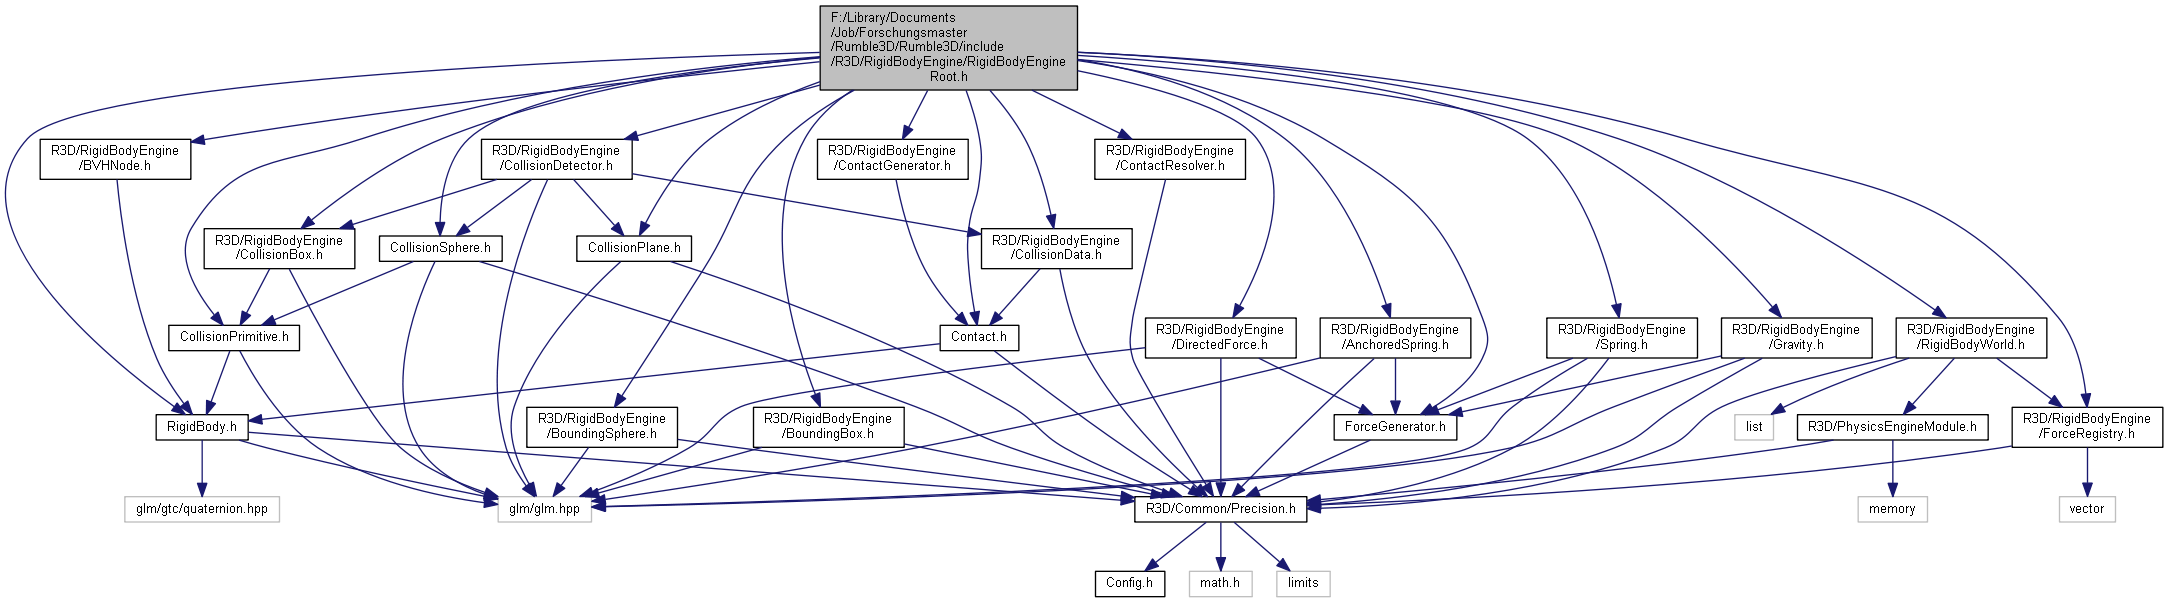 F:/Library/Documents
/Job/Forschungsmaster
/Rumble3D/Rumble3D/include
/R3D/RigidBodyEngine/RigidBodyEngine
Root.h
R3D/RigidBodyEngine
/BVHNode.h
R3D/RigidBodyEngine
/CollisionDetector.h
R3D/RigidBodyEngine
/ContactGenerator.h
R3D/RigidBodyEngine
/ContactResolver.h
R3D/RigidBodyEngine
/CollisionBox.h
CollisionSphere.h
CollisionPlane.h
R3D/RigidBodyEngine
/CollisionData.h
CollisionPrimitive.h
Contact.h
R3D/RigidBodyEngine
/DirectedForce.h
R3D/RigidBodyEngine
/AnchoredSpring.h
R3D/RigidBodyEngine
/Spring.h
R3D/RigidBodyEngine
/Gravity.h
R3D/RigidBodyEngine
/RigidBodyWorld.h
RigidBody.h
R3D/RigidBodyEngine
/BoundingSphere.h
R3D/RigidBodyEngine
/BoundingBox.h
ForceGenerator.h
list
R3D/PhysicsEngineModule.h
R3D/RigidBodyEngine
/ForceRegistry.h
glm/gtc/quaternion.hpp
glm/glm.hpp
R3D/Common/Precision.h
memory
vector
Config.h
math.h
limits